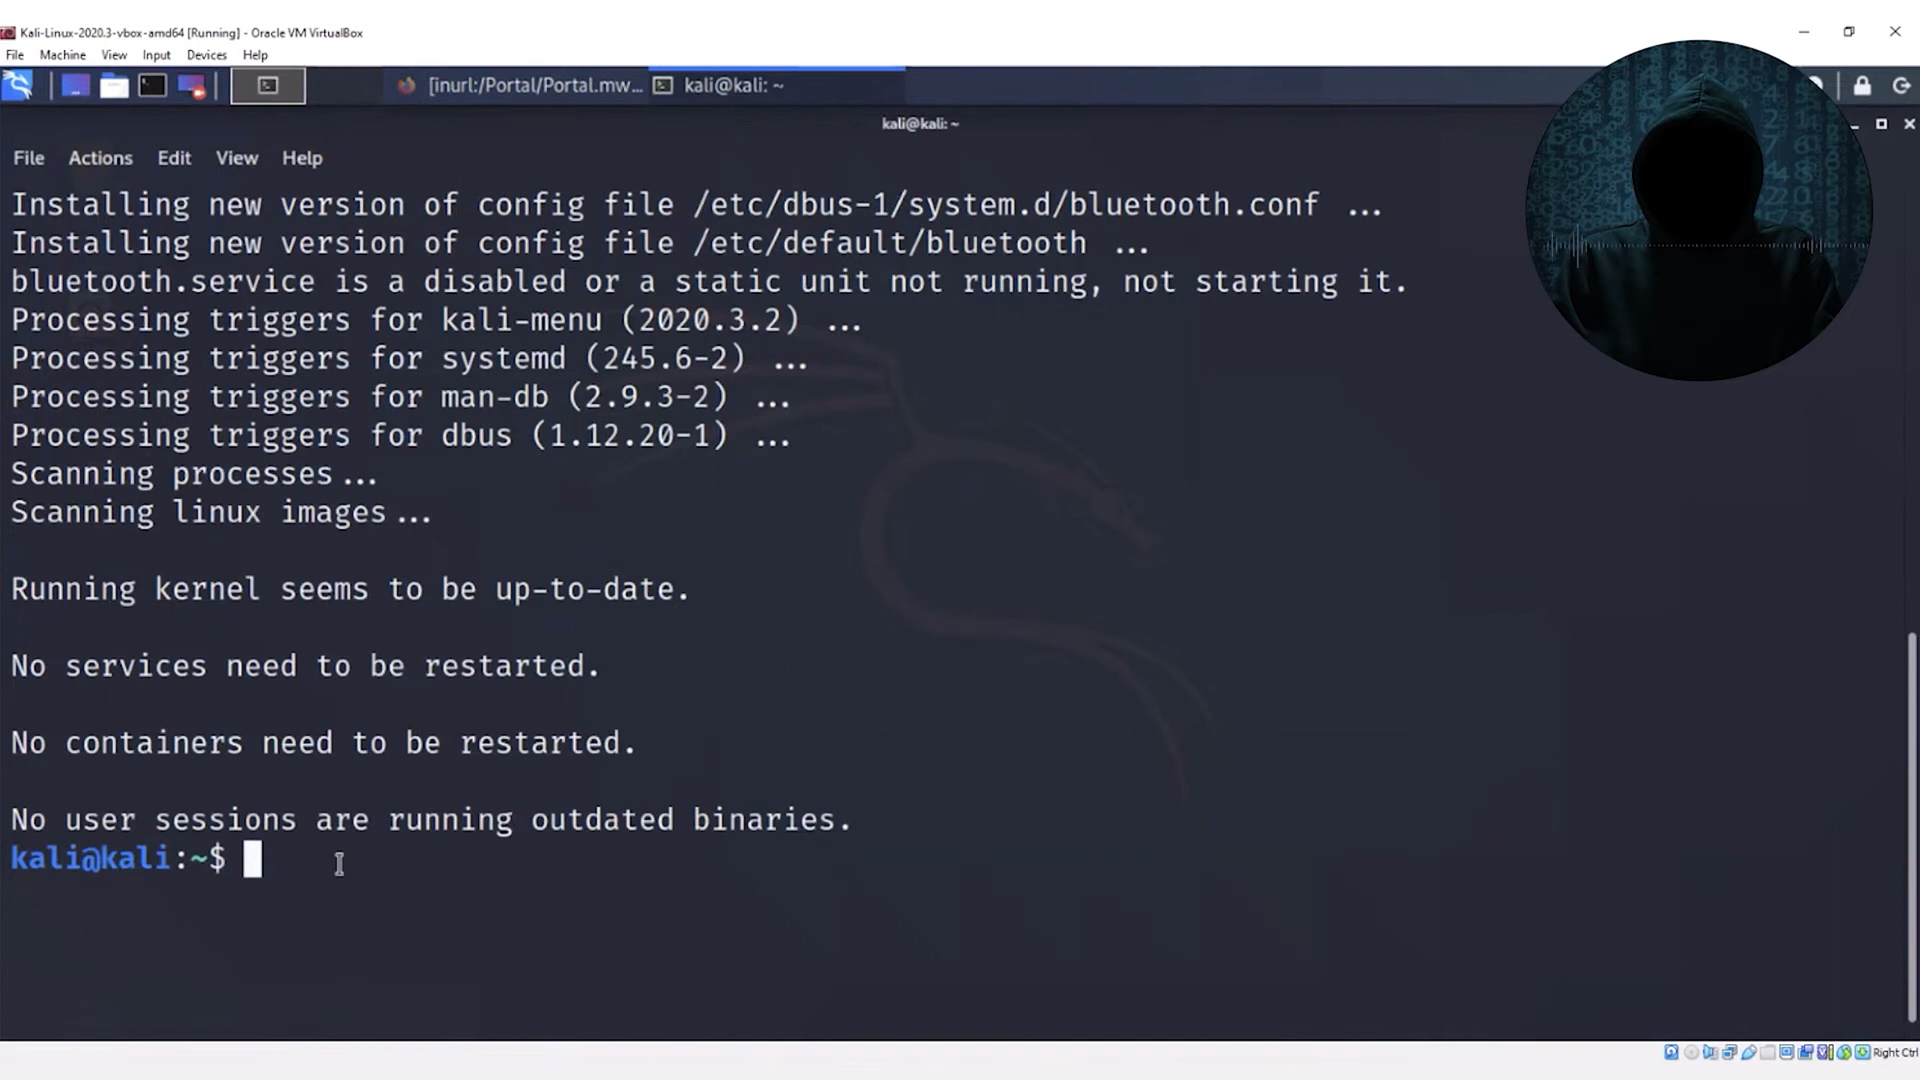 Kali-Linux-2020.3-vbox-amd64 [Running] - Oracle VM VirtualBox
File Machine View Input Devices Help
[inurl:/Portal/Portal.mw... kali@kali: ~
kali@kali: ~
File Actions Edit View Help
Installing new version of config file /etc/dbus-1/system.d/bluetooth.conf ...
Installing new version of config file /etc/default/bluetooth ...
bluetooth.service is a disabled or a static unit not running, not starting it.
Processing triggers for kali-menu (2020.3.2) ...
Processing triggers for systemd (245.6-2) ...
Processing triggers for man-db (2.9.3-2) ...
Processing triggers for dbus (1.12.20-1) ...
Scanning processes...
Scanning linux images...
Running kernel seems to be up-to-date.
No services need to be restarted.
No containers need to be restarted.
No user sessions are running outdated binaries.
kali@kali:~$
Right Ctrl